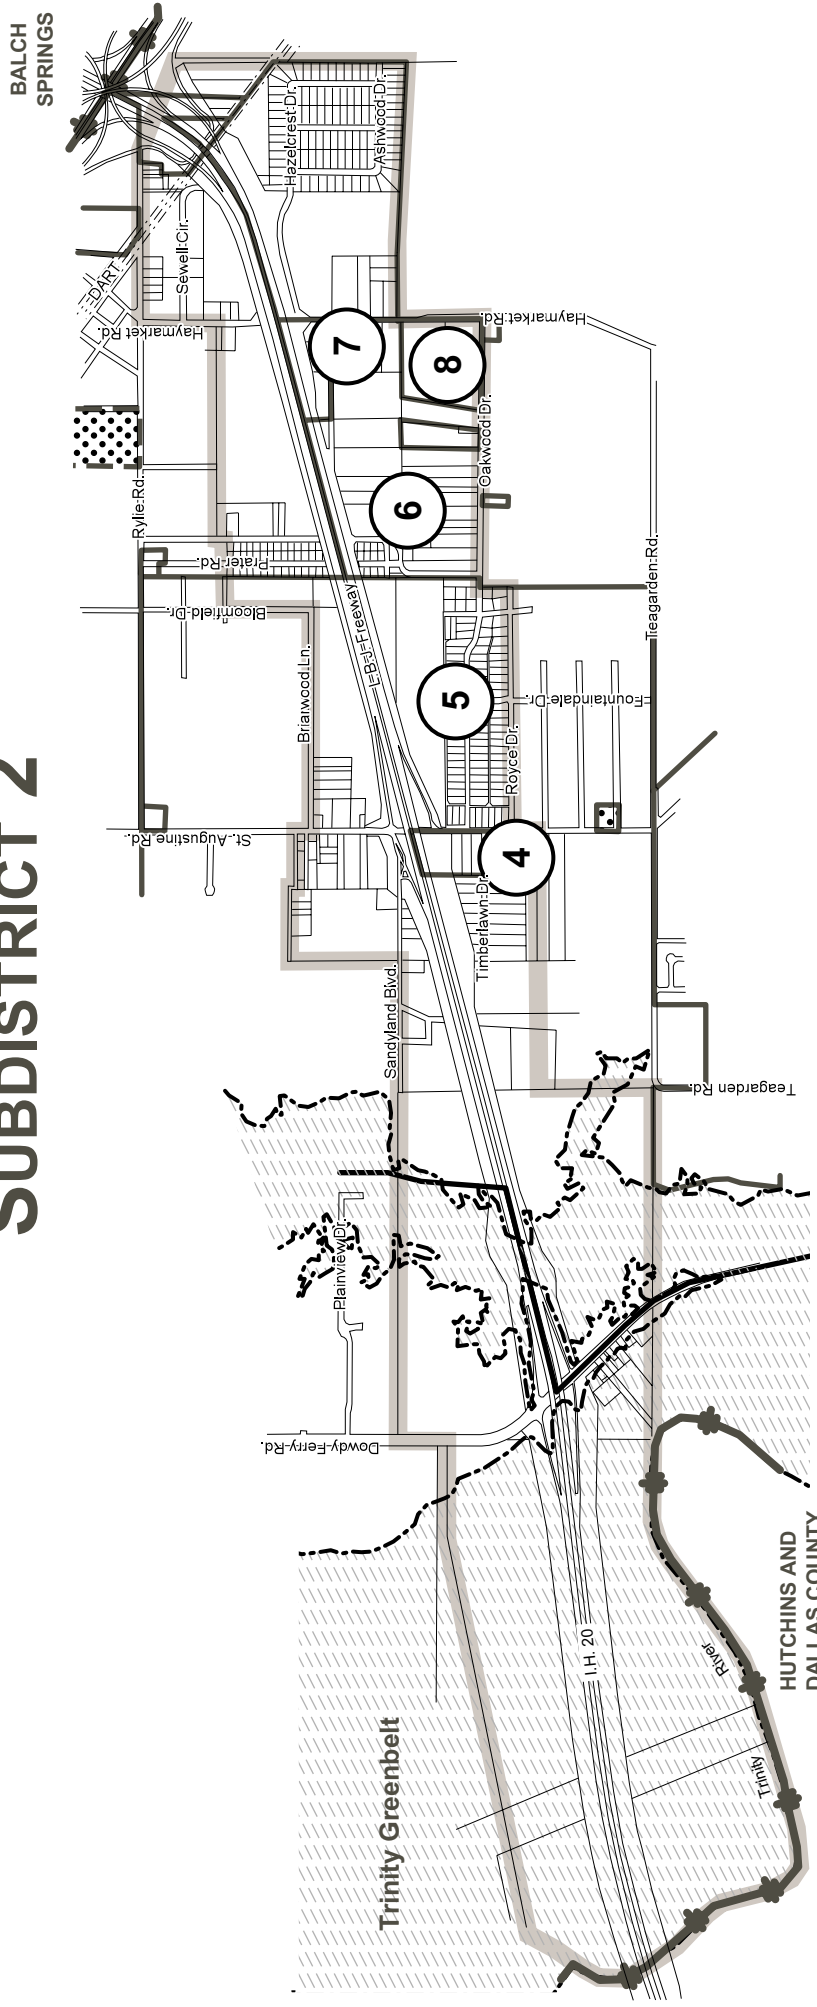 SUBDISTRICT 2
BALCH
SPRINGS
DART
Rylie Rd.
Haymarket Rd.
Sewell Cir.
Hazelcrest Dr.
Ashwood Dr.
Haymarket Rd.
7
8
6
Oakwood Dr.
Prater Rd.
Bloomfield Dr.
Briarwood Ln.
L-B-J-Freeway
5
Royce Dr.
Fountaindale Dr.
Teagarden Rd.
St. Augustine Rd.
4
Timberlawn Dr.
Sandyland Blvd.
Teagarden Rd.
Plainview Dr.
Dowdy Ferry Rd.
I.H. 20
Trinity Greenbelt
Trinity
River
HUTCHINS AND
DALLAS COUNTY